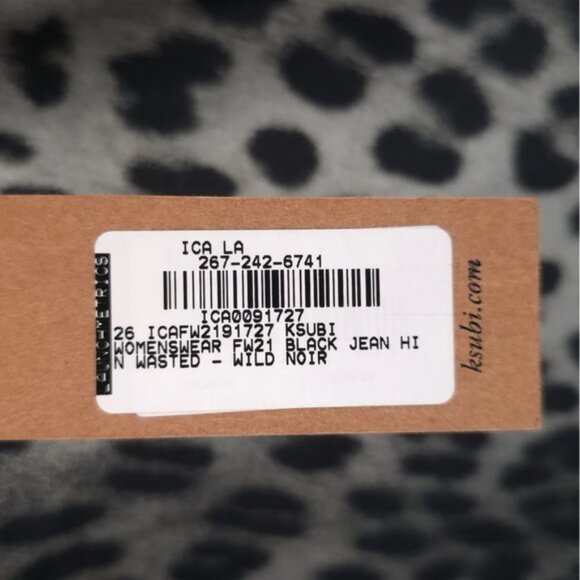 ICA LA
267-242-6741
ICA0091727
26 ICAFW2191727 KSUBI
WOMENSWEAR FW21 BLACK JEAN HI
N WASTED - WILD NOIR
ksubi.com